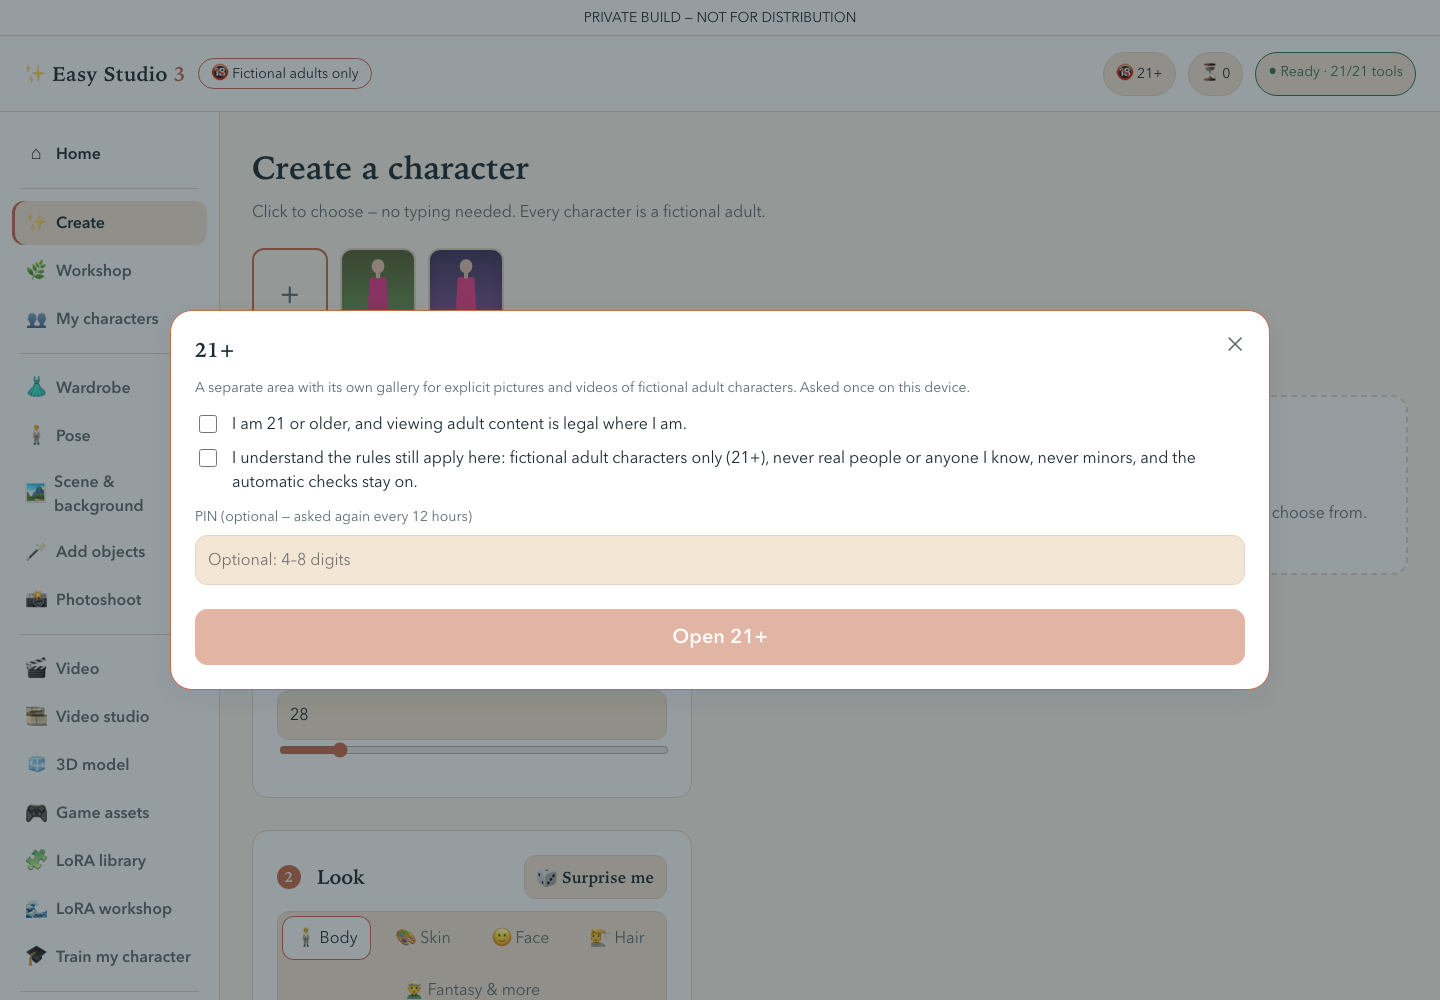 PRIVATE BUILD — NOT FOR DISTRIBUTION
Easy Studio 3
Fictional adults only
21+
0
Ready · 21/21 tools
Home
Create
Workshop
My characters
Wardrobe
Pose
Scene &
background
Add objects
Photoshoot
Video
Video studio
3D model
Game assets
LoRA library
LoRA workshop
Train my character
Create a character
Click to choose — no typing needed. Every character is a fictional adult.
+
21+
A separate area with its own gallery for explicit pictures and videos of fictional adult characters. Asked once on this device.
I am 21 or older, and viewing adult content is legal where I am.
I understand the rules still apply here: fictional adult characters only (21+), never real people or anyone I know, never minors, and the
automatic checks stay on.
PIN (optional — asked again every 12 hours)
Optional: 4–8 digits
Open 21+
choose from.
28
2
Look
Surprise me
Body
Skin
Face
Hair
Fantasy & more